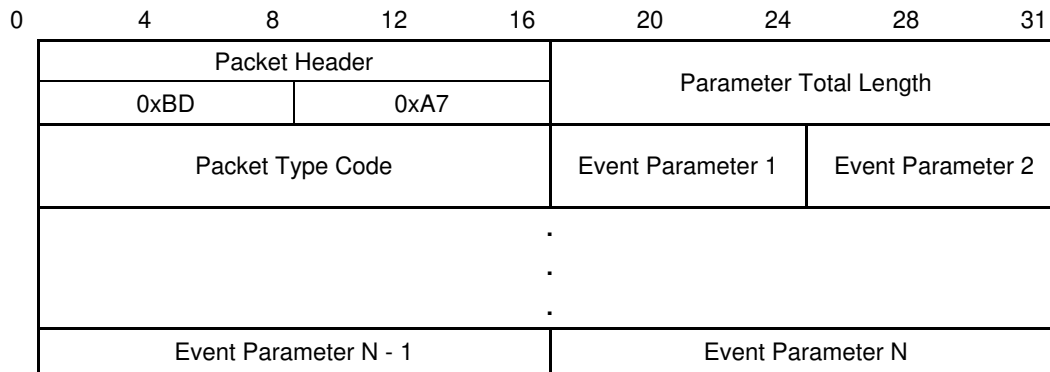 0 4 8 12 16 20 24 28 31
Packet Header
Parameter Total Length
0xBD 0xA7
Packet Type Code Event Parameter 1 Event Parameter 2
.
.
.
Event Parameter N - 1 Event Parameter N